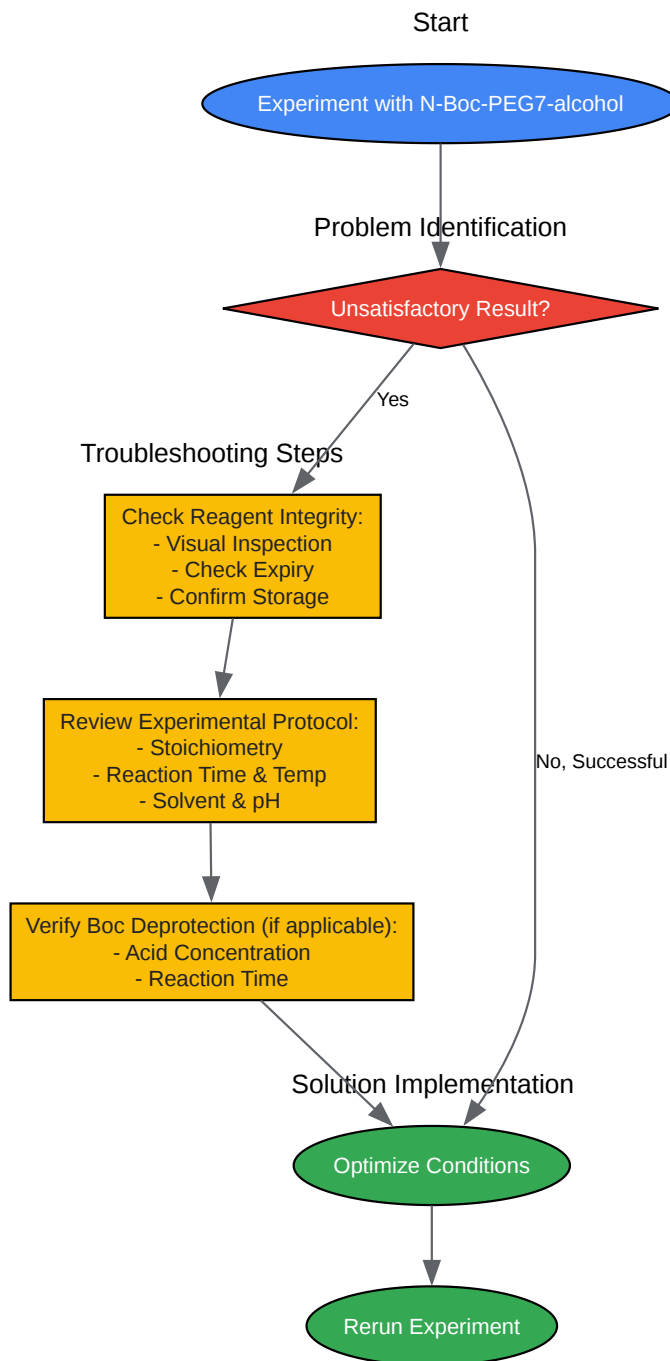 Start
Experiment with N-Boc-PEG7-alcohol
Problem Identification
Unsatisfactory Result?
Yes
Troubleshooting Steps
Check Reagent Integrity:
- Visual Inspection
- Check Expiry
- Confirm Storage
Review Experimental Protocol:
- Stoichiometry
- Reaction Time & Temp
- Solvent & pH
No, Successful
Verify Boc Deprotection (if applicable):
- Acid Concentration
- Reaction Time
Solution Implementation
Optimize Conditions
Rerun Experiment